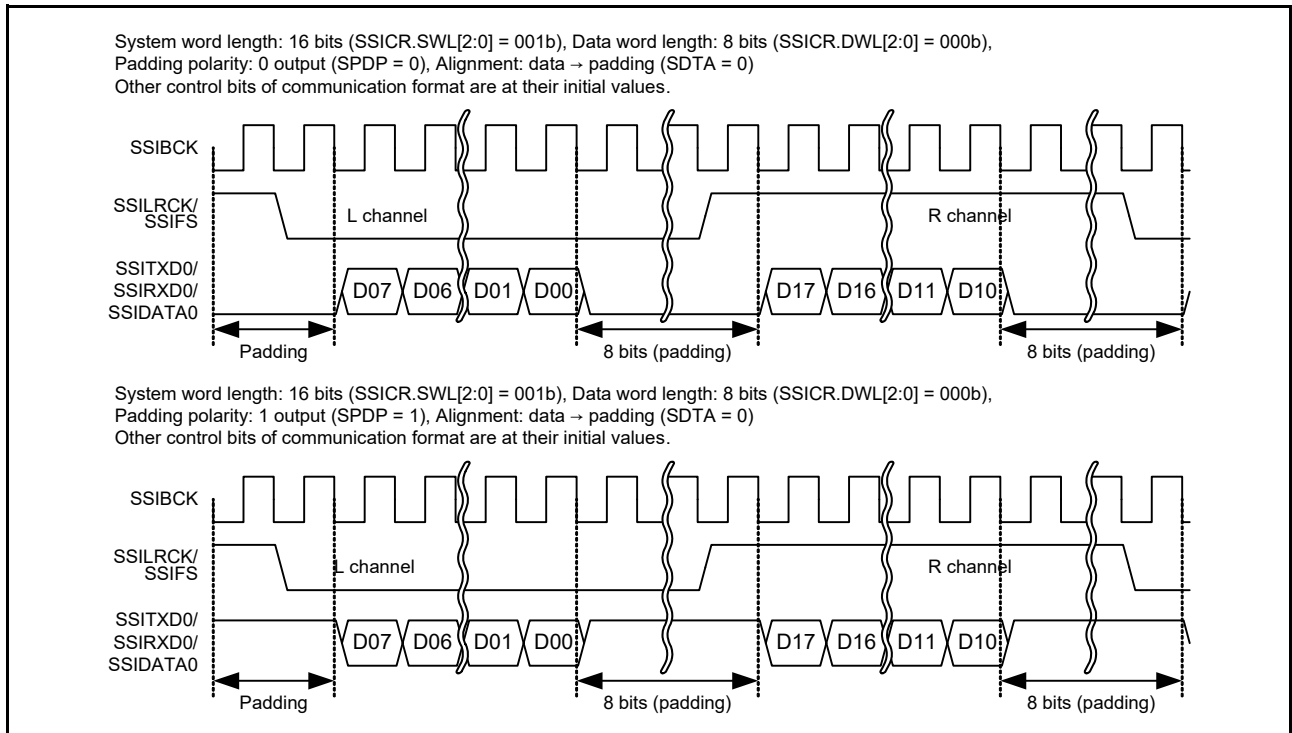 System word length: 16 bits (SSICR.SWL[2:0] = 001b), Data word length: 8 bits (SSICR.DWL[2:0] = 000b),
Padding polarity: 0 output (SPDP = 0), Alignment: data → padding (SDTA = 0)
Other control bits of communication format are at their initial values.
SSIBCK
SSILRCK/
SSIFS
L channel
R channel
SSITXD0/
SSIRXD0/
SSIDATA0
D07 D06 D01 D00 D17 D16 D11 D10
Padding 8 bits (padding) 8 bits (padding)
System word length: 16 bits (SSICR.SWL[2:0] = 001b), Data word length: 8 bits (SSICR.DWL[2:0] = 000b),
Padding polarity: 1 output (SPDP = 1), Alignment: data → padding (SDTA = 0)
Other control bits of communication format are at their initial values.
SSIBCK
SSILRCK/
SSIFS
L channel
R channel
SSITXD0/
SSIRXD0/
SSIDATA0
D07 D06 D01 D00 D17 D16 D11 D10
Padding 8 bits (padding) 8 bits (padding)